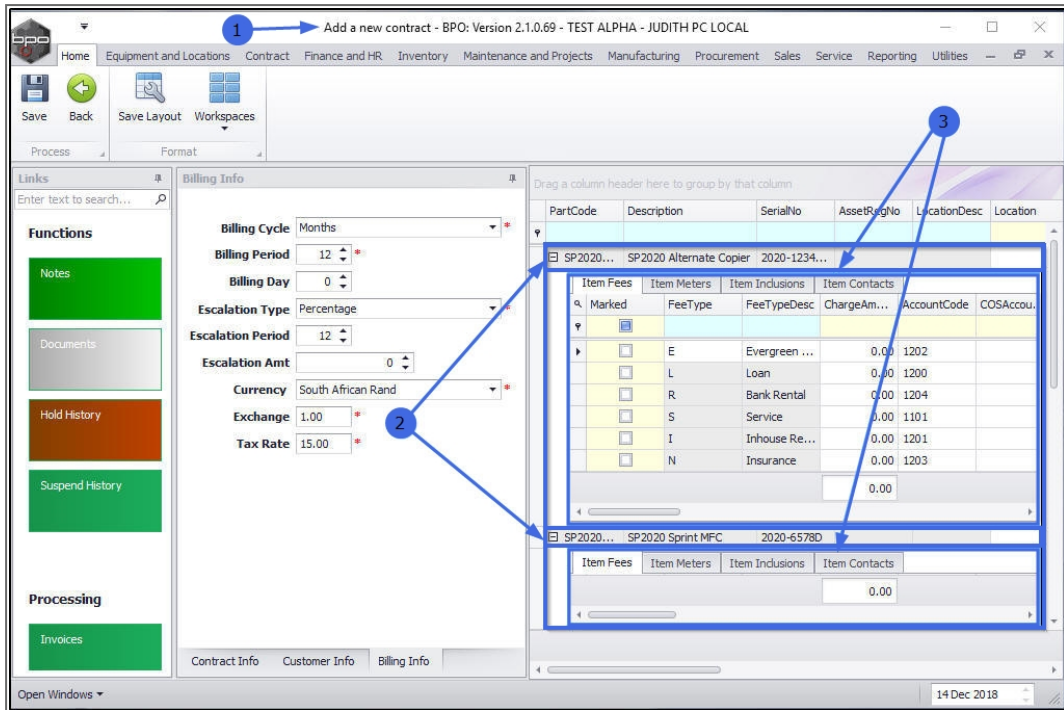 1
Add a new contract - BPO: Version 2.1.0.69 - TEST ALPHA - JUDITH PC LOCAL
bpo
Home Equipment and Locations Contract Finance and HR Inventory Maintenance and Projects Manufacturing Procurement Sales Service Reporting Utilities
Save Back Save Layout Workspaces
3
Process Format
Links Billing Info
Enter text to search...
Drag a column header here to group by that column
PartCode Description SerialNo AssetRegNo LocationDesc Location
Functions
Notes
Documents
Hold History
Suspend History
Processing
Invoices
Billing Cycle Months *
Billing Period 12 *
Billing Day 0
Escalation Type Percentage *
Escalation Period 12
Escalation Amt 0
Currency South African Rand *
Exchange 1.00 *
Tax Rate 15.00 *
2
SP2020... SP2020 Alternate Copier 2020-1234...
Item Fees Item Meters Item Inclusions Item Contacts
Marked FeeType FeeTypeDesc ChargeAm... AccountCode COSAccou.
E Evergreen ... 0.00 1202
L Loan 0.00 1200
R Bank Rental 0.00 1204
S Service 0.00 1101
I Inhouse Re... 0.00 1201
N Insurance 0.00 1203
0.00
SP2020... SP2020 Sprint MFC 2020-6578D
Item Fees Item Meters Item Inclusions Item Contacts
0.00
Contract Info Customer Info Billing Info
Open Windows 14 Dec 2018